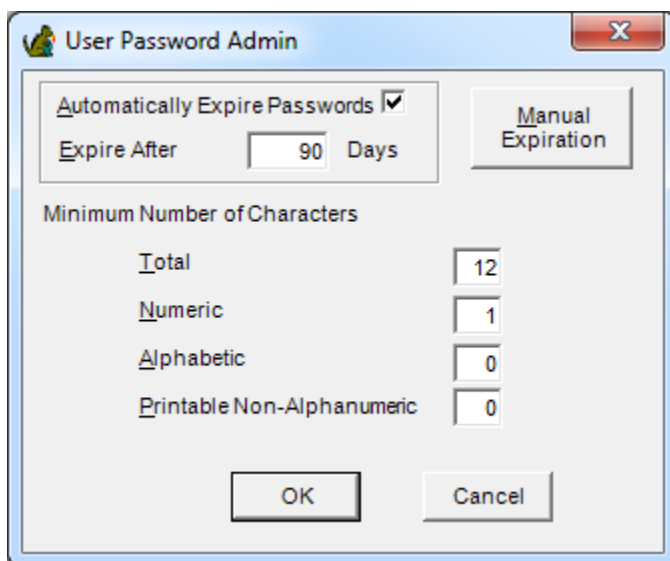 User Password Admin
Automatically Expire Passwords
Expire After 90 Days
Manual
Expiration
Minimum Number of Characters
Total 12
Numeric 1
Alphabetic 0
Printable Non-Alphanumeric 0
OK Cancel